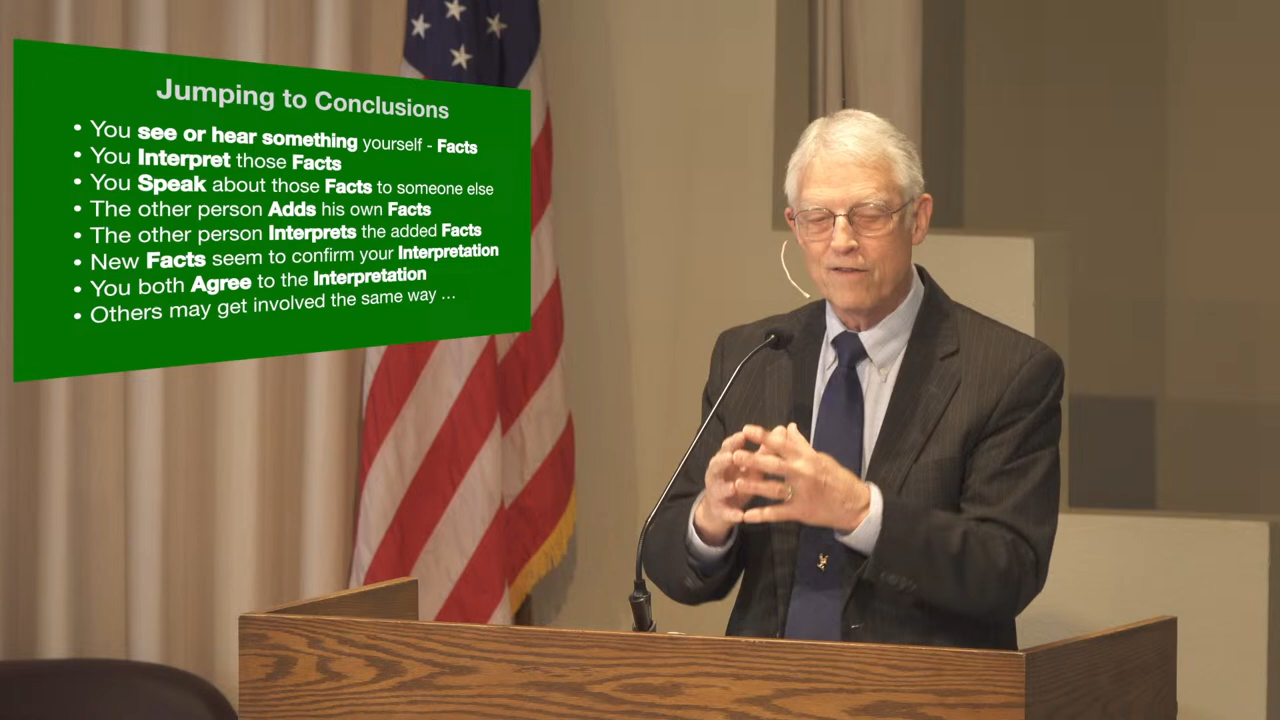 Jumping to Conclusions
• You see or hear something yourself - Facts
• You Interpret those Facts
• You Speak about those Facts to someone else
• The other person Adds his own Facts
• The other person Interprets the added Facts
• New Facts seem to confirm your Interpretation
• You both Agree to the Interpretation
• Others may get involved the same way ...